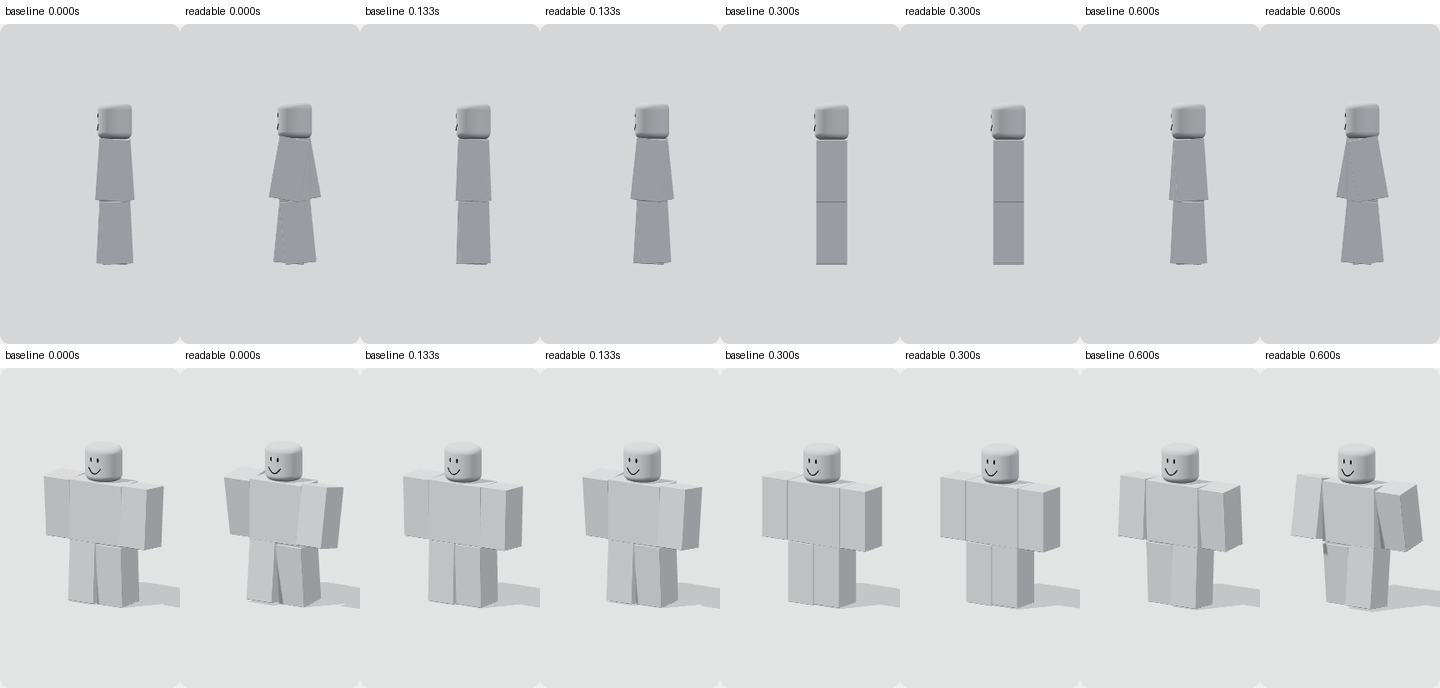 baseline 0.000s
readable 0.000s
baseline 0.133s
readable 0.133s
baseline 0.300s
readable 0.300s
baseline 0.600s
readable 0.600s
baseline 0.000s
readable 0.000s
baseline 0.133s
readable 0.133s
baseline 0.300s
readable 0.300s
baseline 0.600s
readable 0.600s